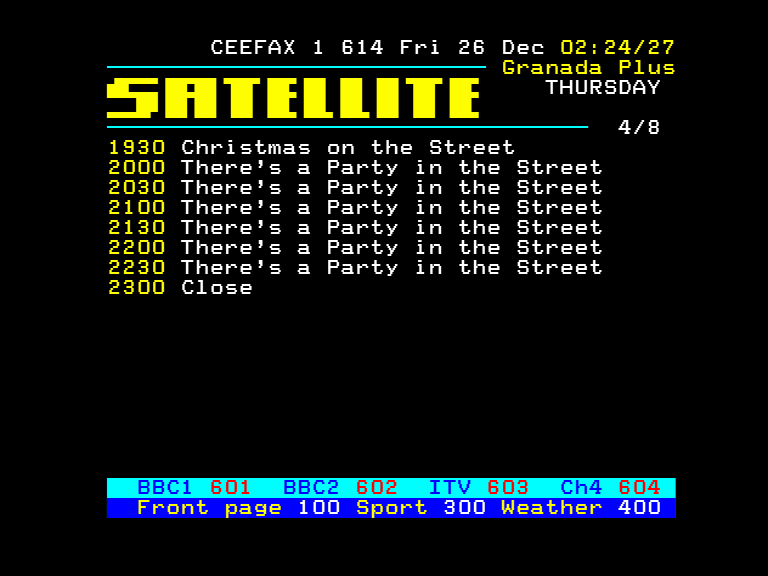 CEEFAX 1 614 Fri 26 Dec 02:24/27
Granada Plus
SATELLITE
THURSDAY
4/8
1930 Christmas on the Street
2000 There's a Party in the Street
2030 There's a Party in the Street
2100 There's a Party in the Street
2130 There's a Party in the Street
2200 There's a Party in the Street
2230 There's a Party in the Street
2300 Close
BBC1 601 BBC2 602 ITV 603 Ch4 604
Front page 100 Sport 300 Weather 400